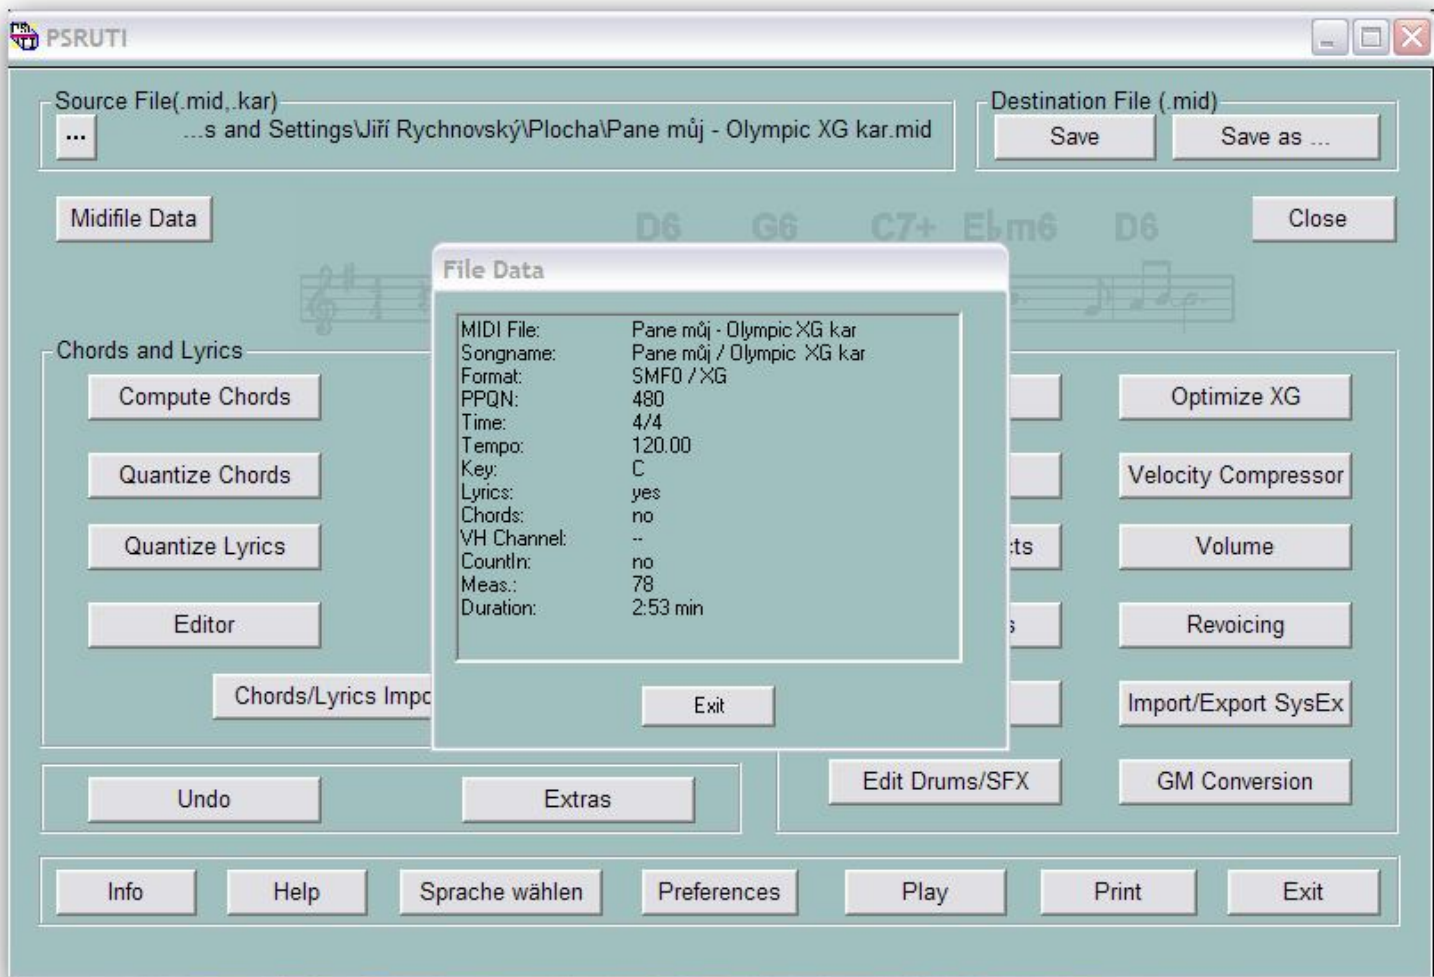 PSRUTI
Source File(.mid,.kar)
Destination File (.mid)
...
...s and Settings\Jiří Rychnovský\Plocha\Pane můj - Olympic XG kar.mid
Save
Save as ...
Midifile Data
Close
D6 G6 C7+ E♭m6 D6
File Data
MIDI File: Pane můj - Olympic XG kar
Songname: Pane můj / Olympic XG kar
Format: SMF0 / XG
PPQN: 480
Time: 4/4
Tempo: 120.00
Key: C
Lyrics: yes
Chords: no
VH Channel: --
CountIn: no
Meas.: 78
Duration: 2:53 min
Exit
Chords and Lyrics
Compute Chords
Quantize Chords
Quantize Lyrics
Editor
Chords/Lyrics Impo
Optimize XG
Velocity Compressor
cts
Volume
s
Revoicing
Import/Export SysEx
Edit Drums/SFX
GM Conversion
Undo
Extras
Info
Help
Sprache wählen
Preferences
Play
Print
Exit